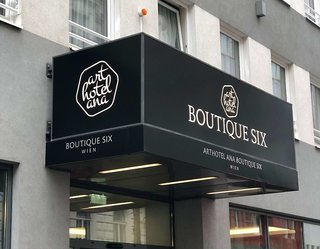 art
hotel
ana
BOUTIQUE SIX
WIEN
art
hotel
ana
BOUTIQUE SIX
ARTHOTEL ANA BOUTIQUE SIX
WIEN